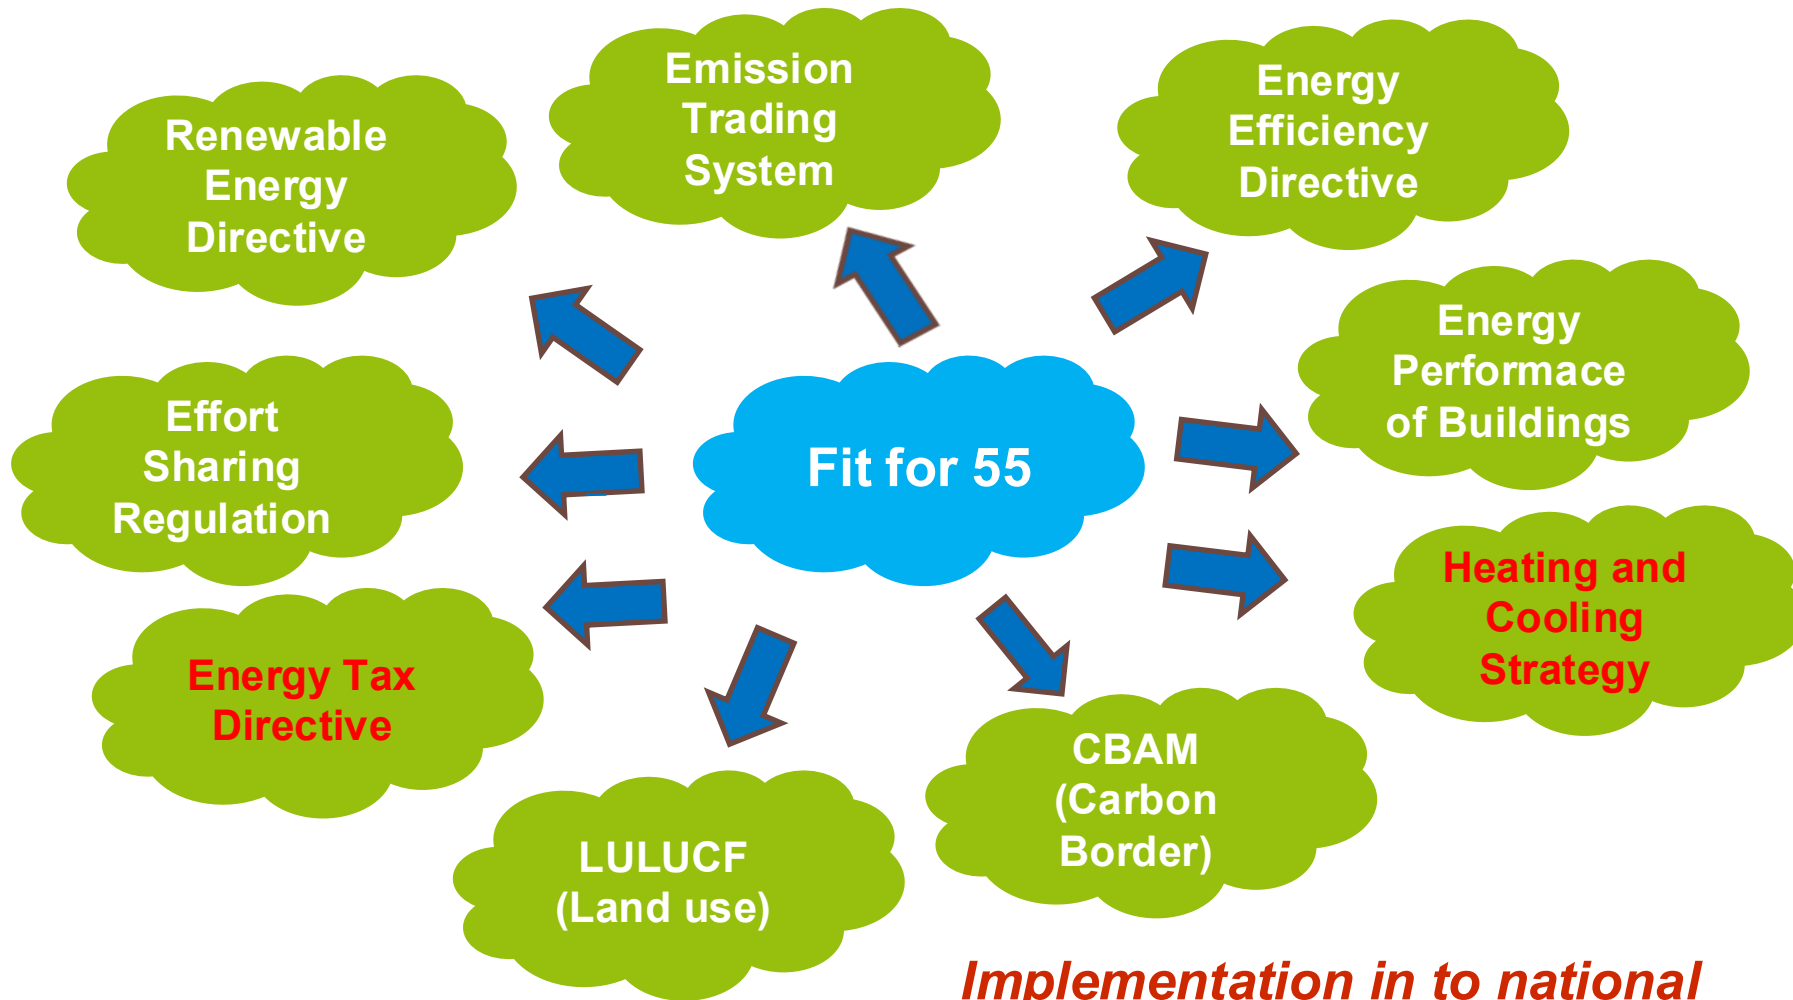 Emission
Trading
System
Energy
Efficiency
Directive
Renewable
Energy
Directive
Energy
Performace
of Buildings
Effort
Sharing
Regulation
Fit for 55
Heating and
Cooling
Strategy
Energy Tax
Directive
CBAM
(Carbon
Border)
LULUCF
(Land use)
Implementation in to national